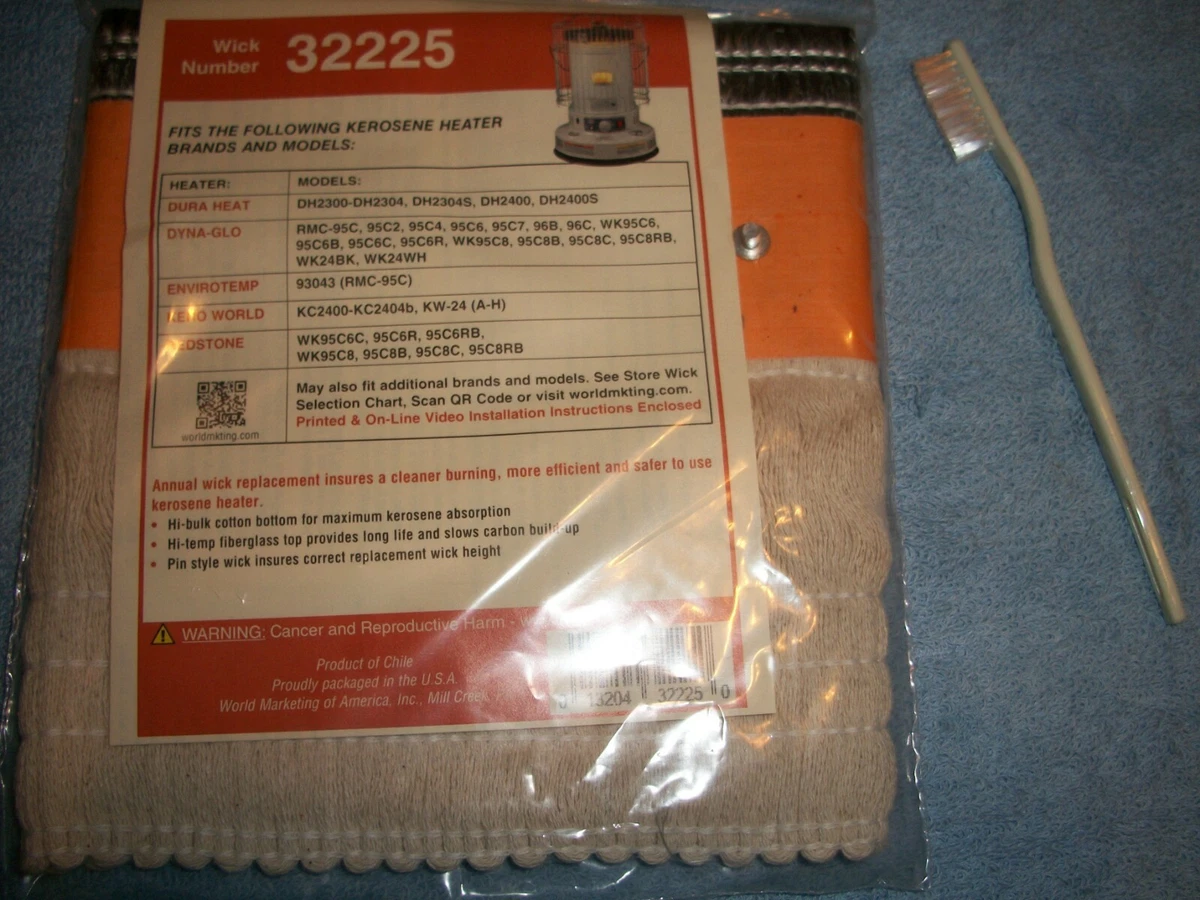 Wick
Number
32225
FITS THE FOLLOWING KEROSENE HEATER
BRANDS AND MODELS:
HEATER: MODELS:
DURA HEAT DH2300-DH2304, DH2304S, DH2400, DH2400S
DYNA-GLO RMC-95C, 95C2, 95C4, 95C6, 95C7, 96B, 96C, WK95C6,
95C6B, 95C6C, 95C6R, WK95C8, 95C8B, 95C8C, 95C8RB,
WK24BK, WK24WH
ENVIROTEMP 93043 (RMC-95C)
KERO WORLD KC2400-KC2404b, KW-24 (A-H)
EDSTONE WK95C6C, 95C6R, 95C6RB,
WK95C8, 95C8B, 95C8C, 95C8RB
May also fit additional brands and models. See Store Wick
Selection Chart, Scan QR Code or visit worldmkting.com.
Printed & On-Line Video Installation Instructions Enclosed
worldmkting.com
Annual wick replacement insures a cleaner burning, more efficient and safer to use
kerosene heater.
• Hi-bulk cotton bottom for maximum kerosene absorption
• Hi-temp fiberglass top provides long life and slows carbon build-up
• Pin style wick insures correct replacement wick height
WARNING: Cancer and Reproductive Harm -
Product of Chile
Proudly packaged in the U.S.A.
World Marketing of America, Inc., Mill Creek,
0 13204 32225 0